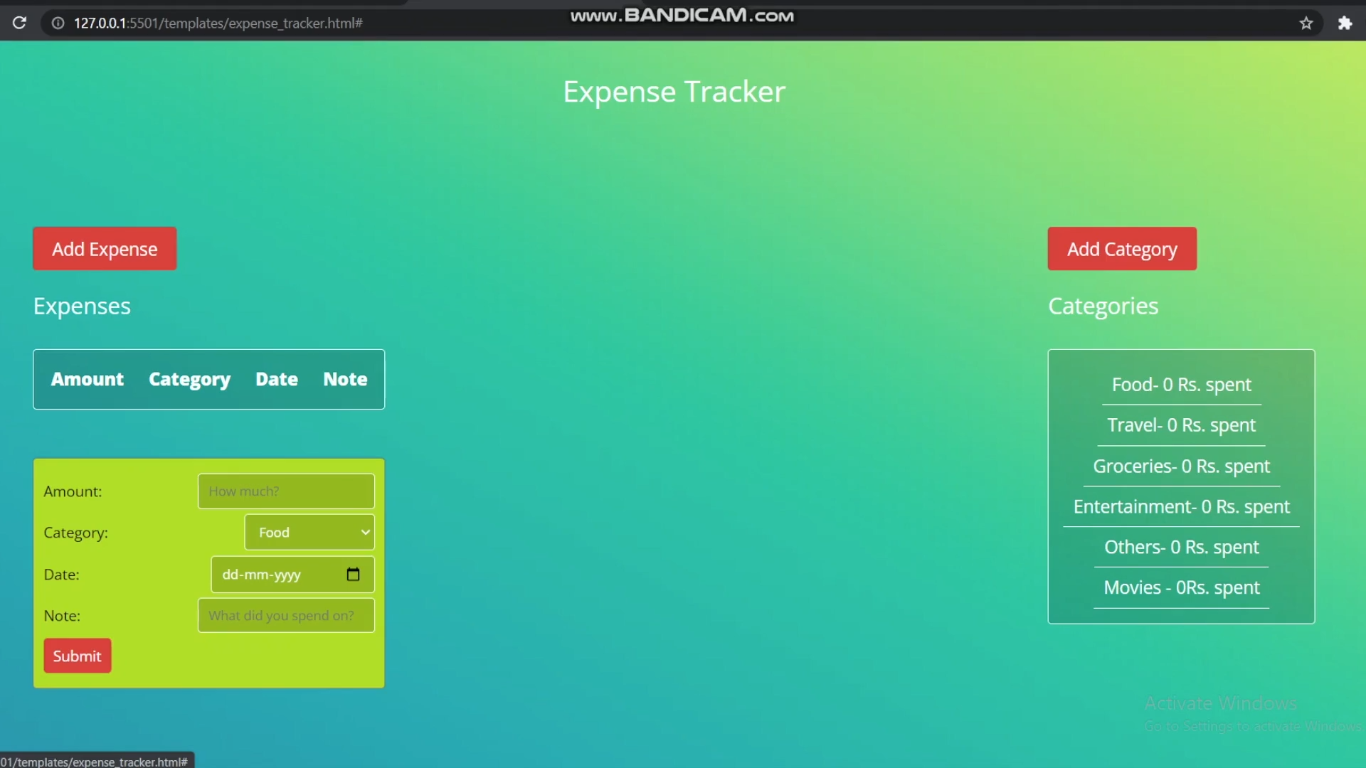 WWW.BANDICAM.COM
127.0.0.1:5501/templates/expense_tracker.html#
Expense Tracker
Add Expense
Add Category
Expenses
Categories
Amount Category Date Note
Food- 0 Rs. spent
Travel- 0 Rs. spent
Groceries- 0 Rs. spent
Entertainment- 0 Rs. spent
Others- 0 Rs. spent
Movies - 0Rs. spent
Amount: How much?
Category: Food
Date: dd-mm-yyyy
Note: What did you spend on?
Submit
Activate Windows
Go to Settings to activate Windows.
01/templates/expense_tracker.html#